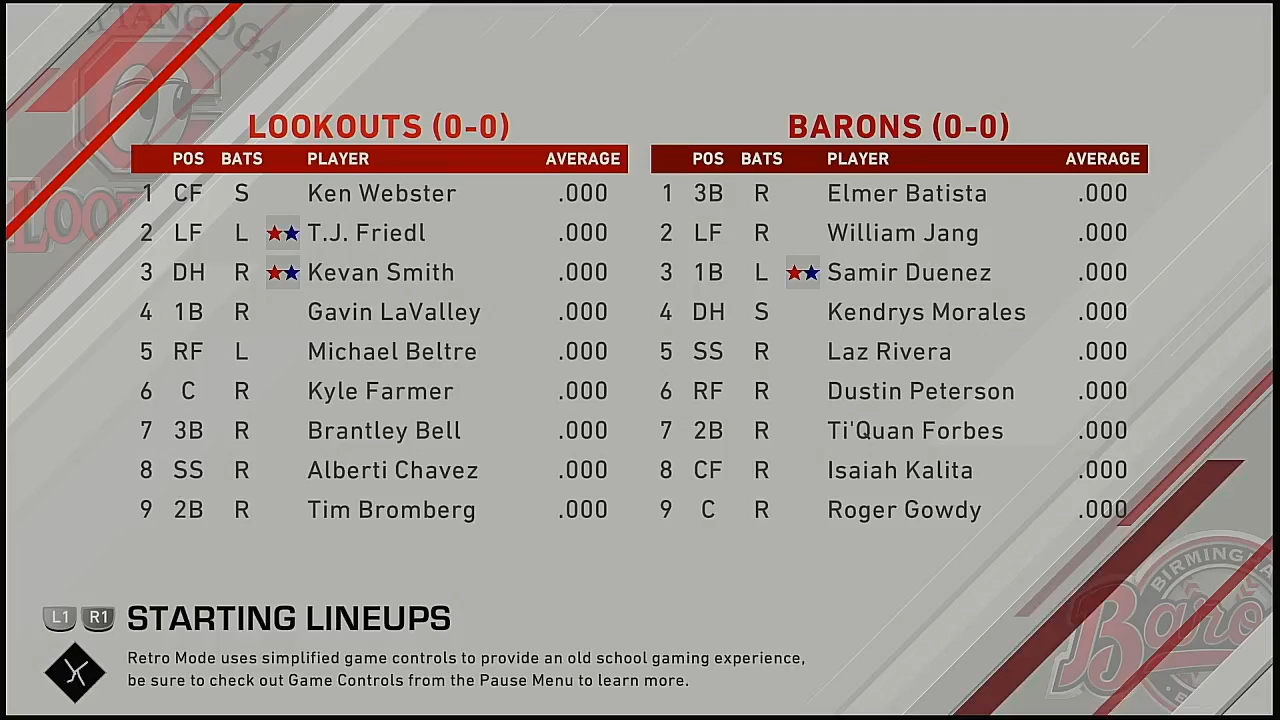 CHATTANOOGA
LOOKOUTS (0-0)
POS BATS PLAYER AVERAGE
1 CF S Ken Webster .000
2 LF L T.J. Friedl .000
3 DH R Kevan Smith .000
4 1B R Gavin LaValley .000
5 RF L Michael Beltre .000
6 C R Kyle Farmer .000
7 3B R Brantley Bell .000
8 SS R Alberti Chavez .000
9 2B R Tim Bromberg .000
BARONS (0-0)
POS BATS PLAYER AVERAGE
1 3B R Elmer Batista .000
2 LF R William Jang .000
3 1B L Samir Duenez .000
4 DH S Kendrys Morales .000
5 SS R Laz Rivera .000
6 RF R Dustin Peterson .000
7 2B R Ti'Quan Forbes .000
8 CF R Isaiah Kalita .000
9 C R Roger Gowdy .000
L1 R1 STARTING LINEUPS
Retro Mode uses simplified game controls to provide an old school gaming experience,
be sure to check out Game Controls from the Pause Menu to learn more.
BIRMINGHA
Baro